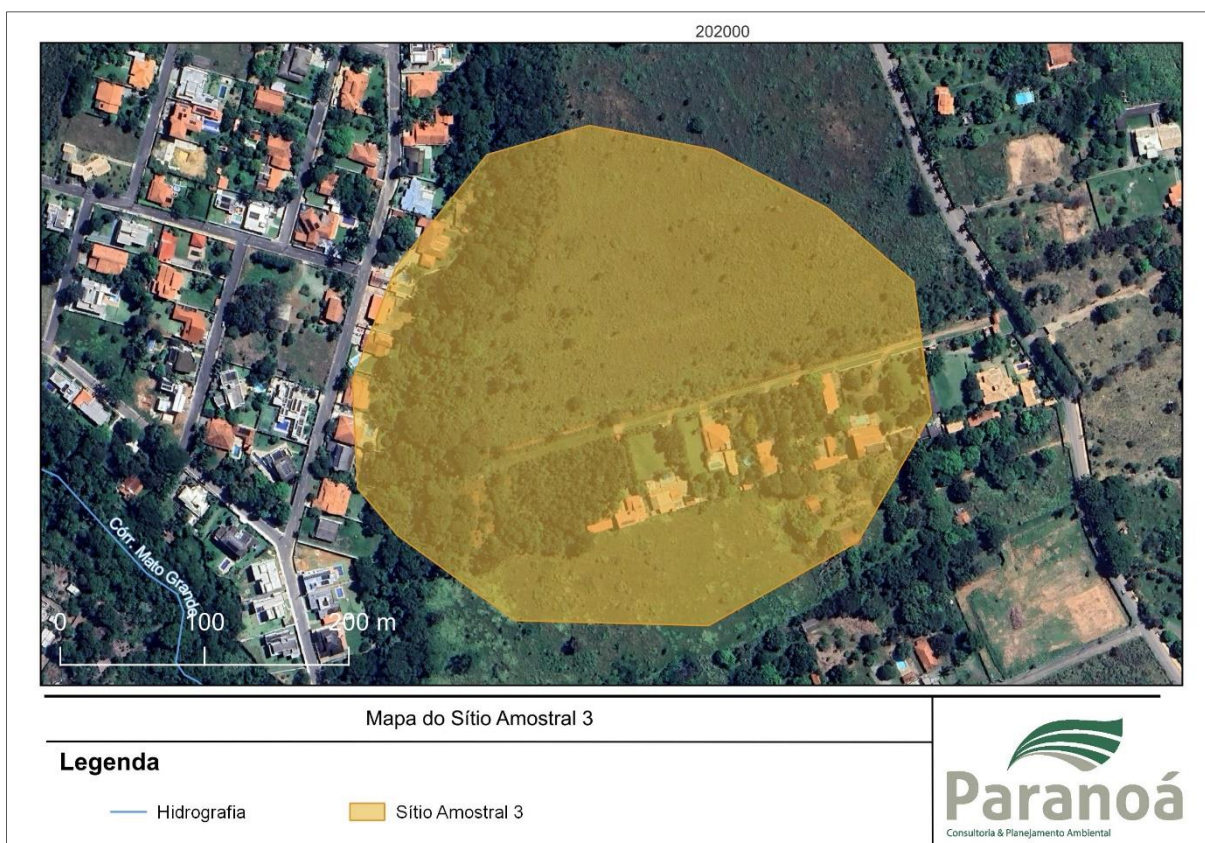 202000
Córr. Mato Grande
0 100 200 m
Mapa do Sítio Amostral 3
Legenda
Hidrografia
Sítio Amostral 3
Paranoá
Consultoria & Planejamento Ambiental